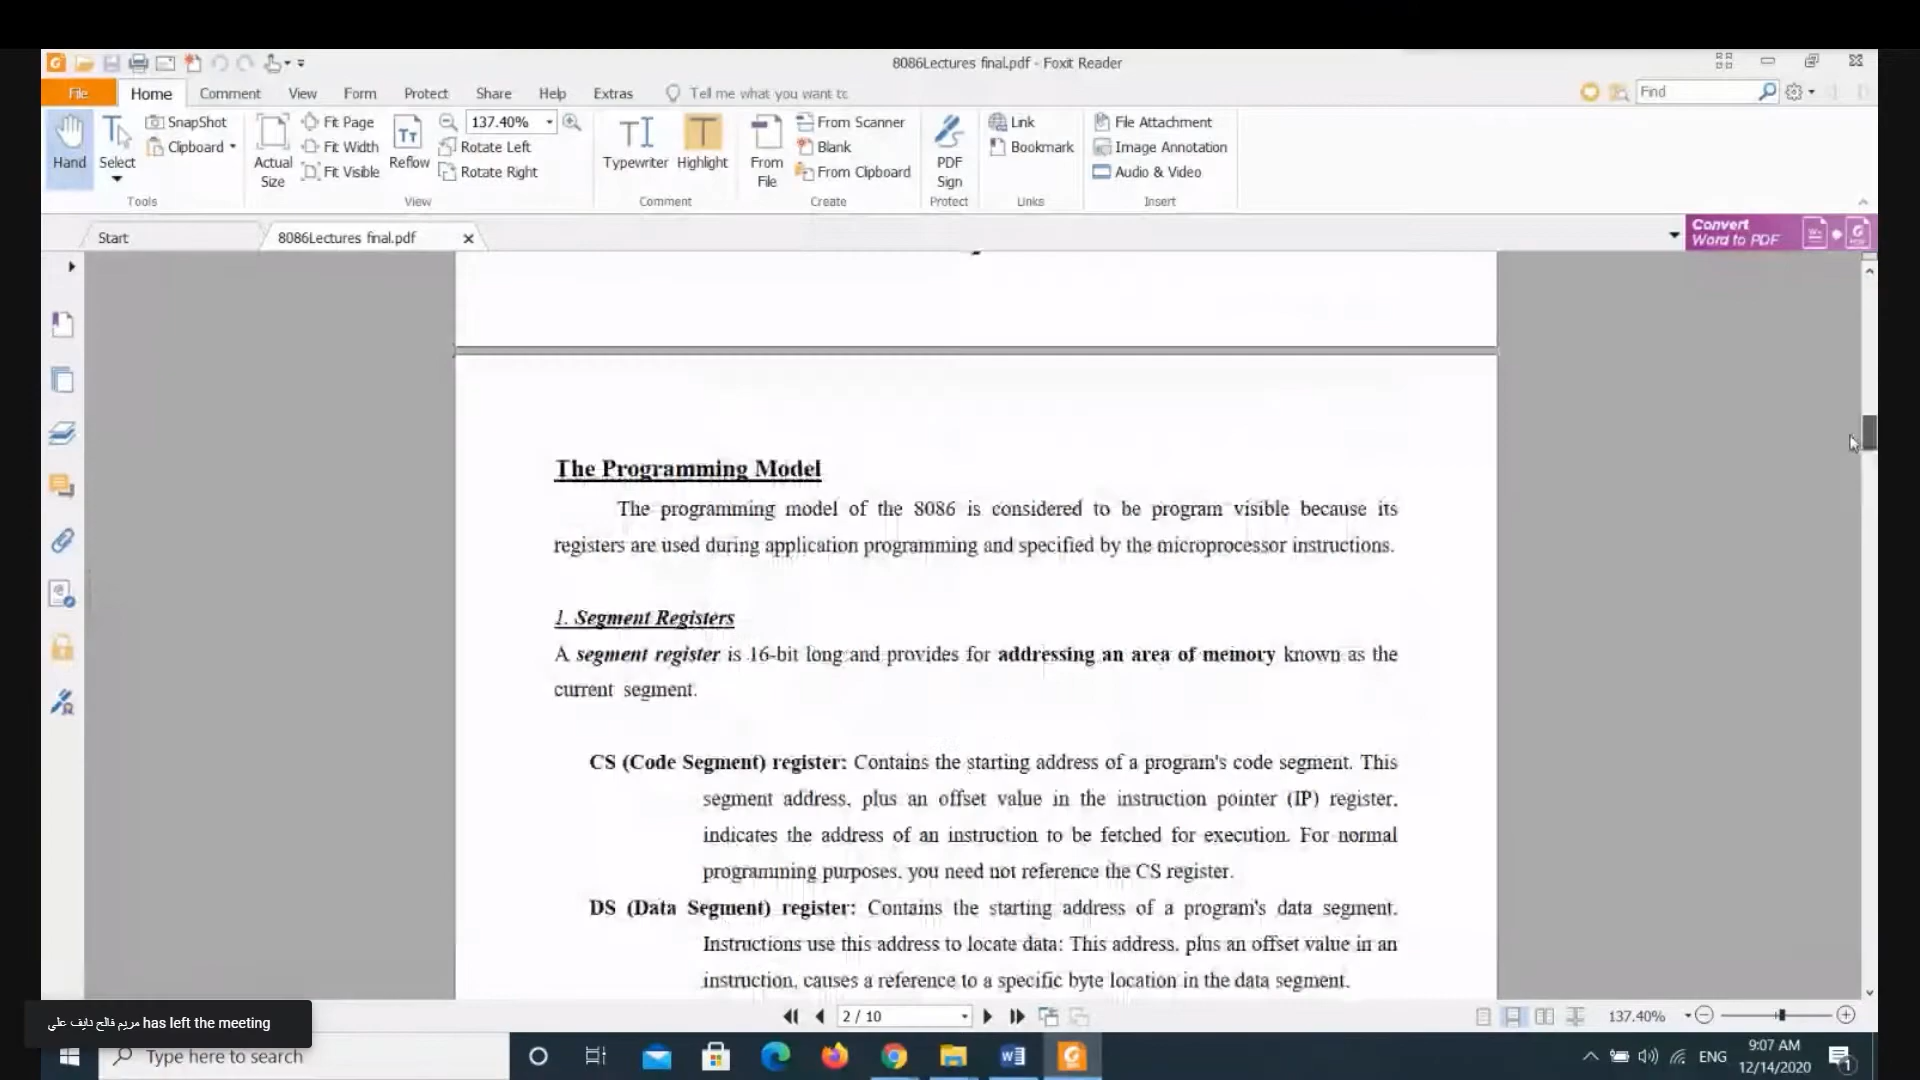 8086Lectures final.pdf - Foxit Reader
File Home Comment View Form Protect Share Help Extras Tell me what you want tc Find
SnapShot Fit Page 137.40% From Scanner Link File Attachment
Clipboard Fit Width Rotate Left Blank Bookmark Image Annotation
Hand Select Actual Size Reflow Fit Visible Rotate Right Typewriter Highlight From File From Clipboard PDF Sign Audio & Video
Tools View Comment Create Protect Links Insert
Start 8086Lectures final.pdf Convert
Word to PDF
The Programming Model
The programming model of the 8086 is considered to be program visible because its
registers are used during application programming and specified by the microprocessor instructions.
1. Segment Registers
A segment register is 16-bit long and provides for addressing an area of memory known as the
current segment.
CS (Code Segment) register: Contains the starting address of a program's code segment. This
segment address, plus an offset value in the instruction pointer (IP) register,
indicates the address of an instruction to be fetched for execution. For normal
programming purposes, you need not reference the CS register.
DS (Data Segment) register: Contains the starting address of a program's data segment.
Instructions use this address to locate data: This address, plus an offset value in an
instruction, causes a reference to a specific byte location in the data segment.
2 / 10 137.40%
مريم فالح نايف علي has left the meeting
Type here to search ENG 9:07 AM
12/14/2020